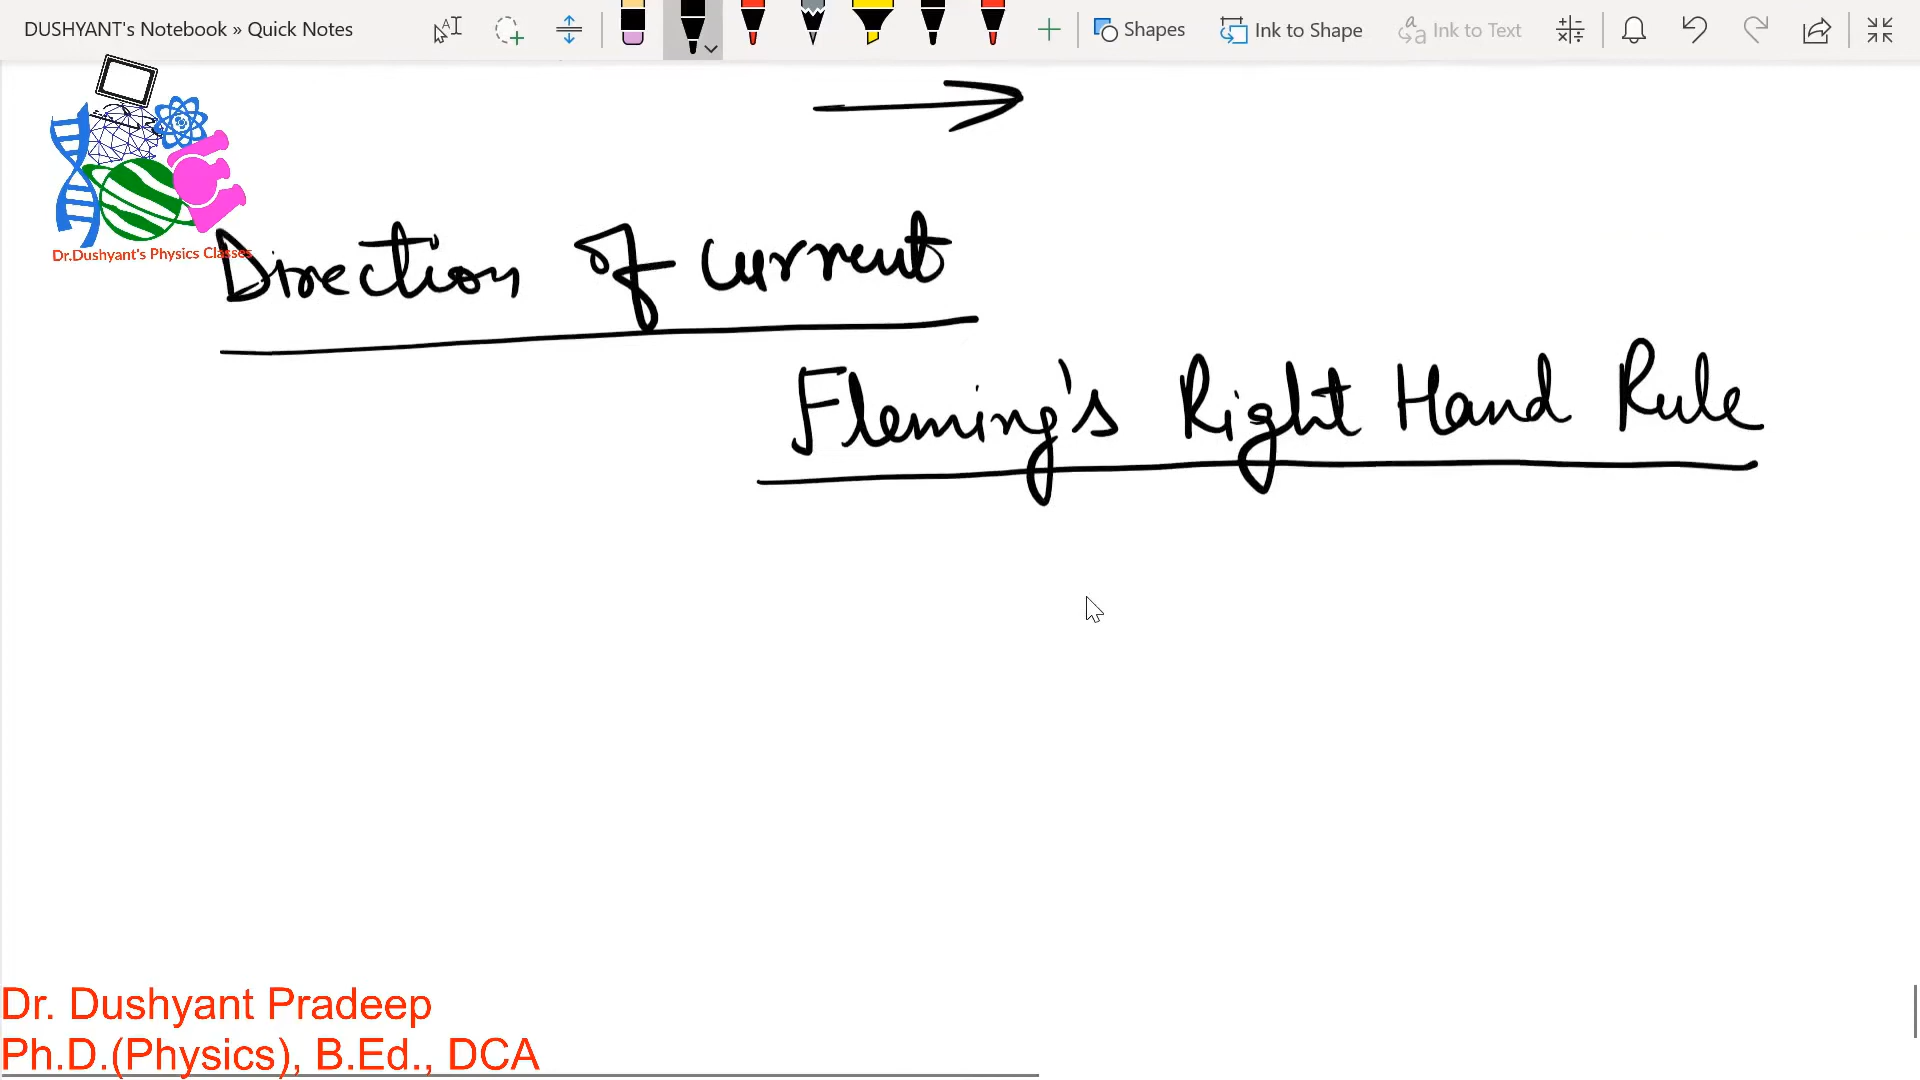 DUSHYANT's Notebook » Quick Notes
Shapes
Ink to Shape
Ink to Text
Dr.Dushyant's Physics Classes
Direction of current
Fleming's Right Hand Rule
Dr. Dushyant Pradeep
Ph.D.(Physics), B.Ed., DCA